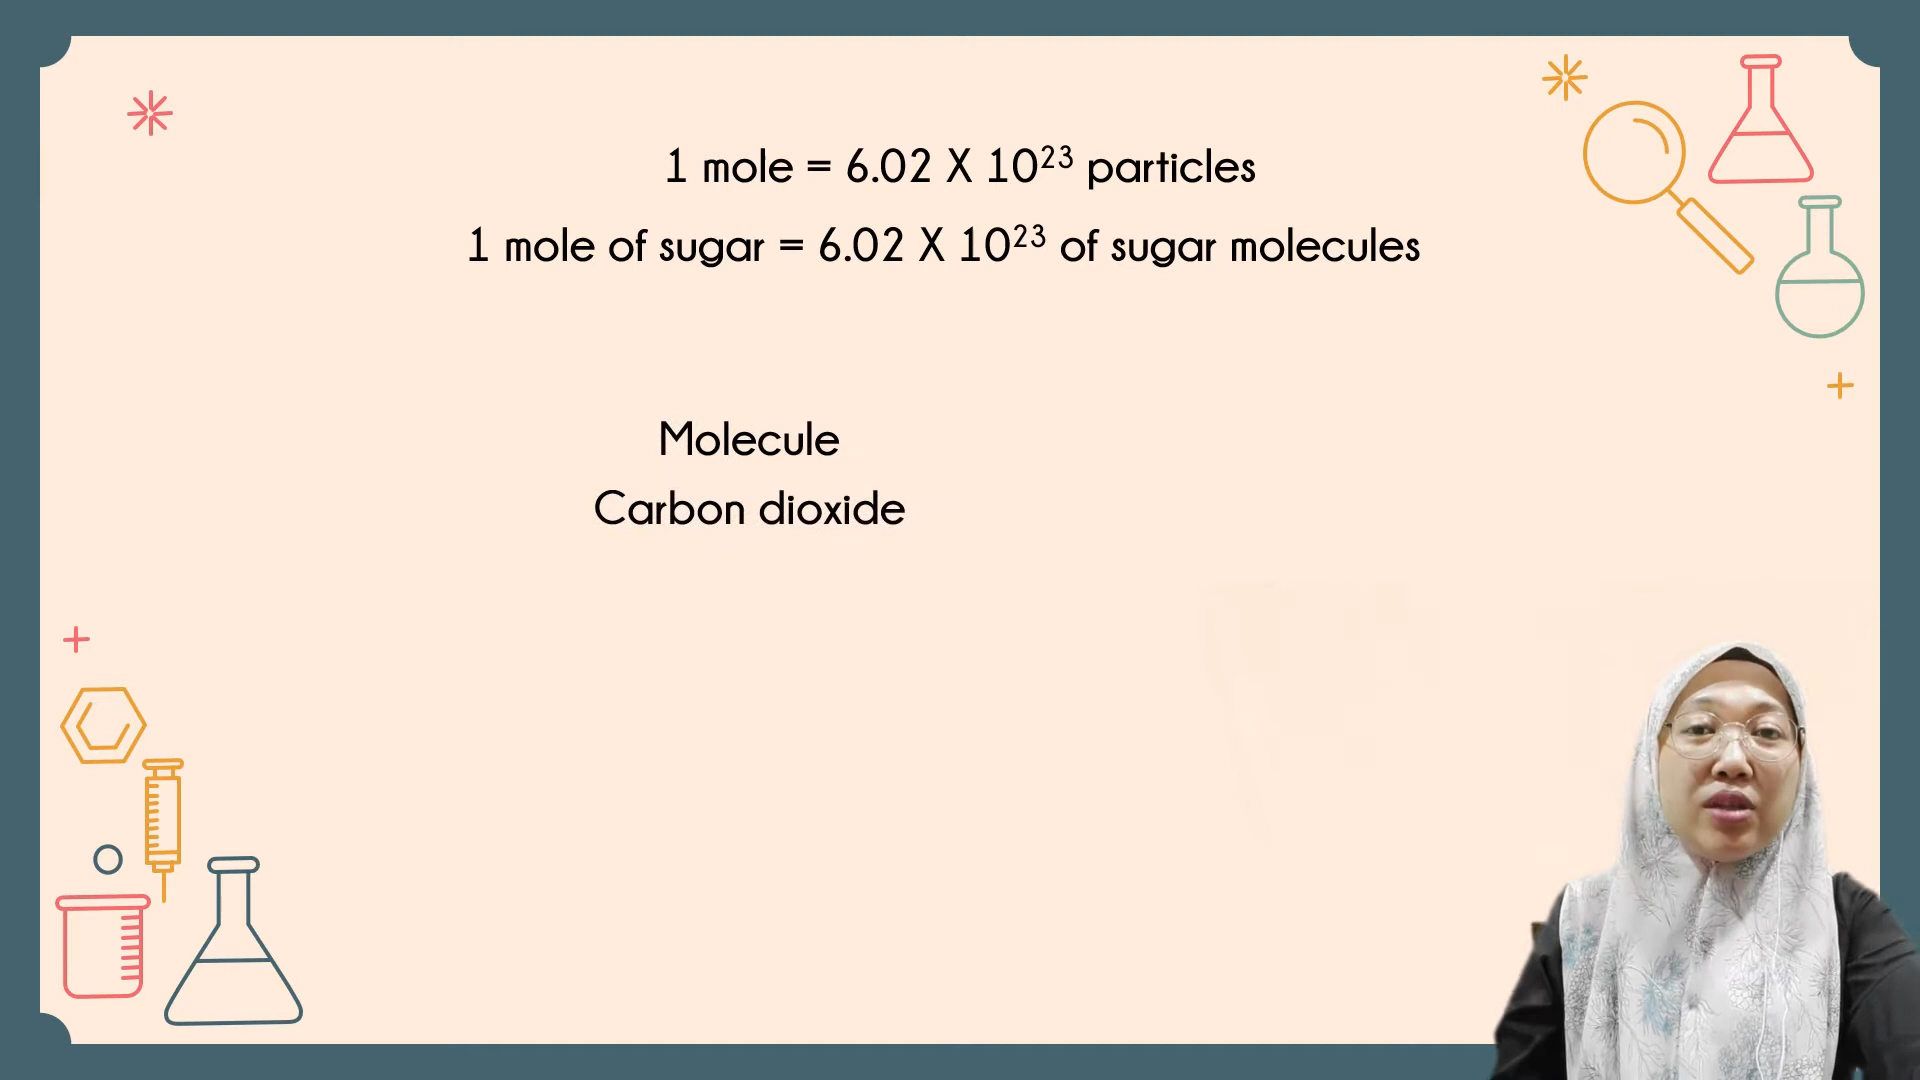 1 mole = 6.02 X 10²³ particles
1 mole of sugar = 6.02 X 10²³ of sugar molecules
Molecule
Carbon dioxide